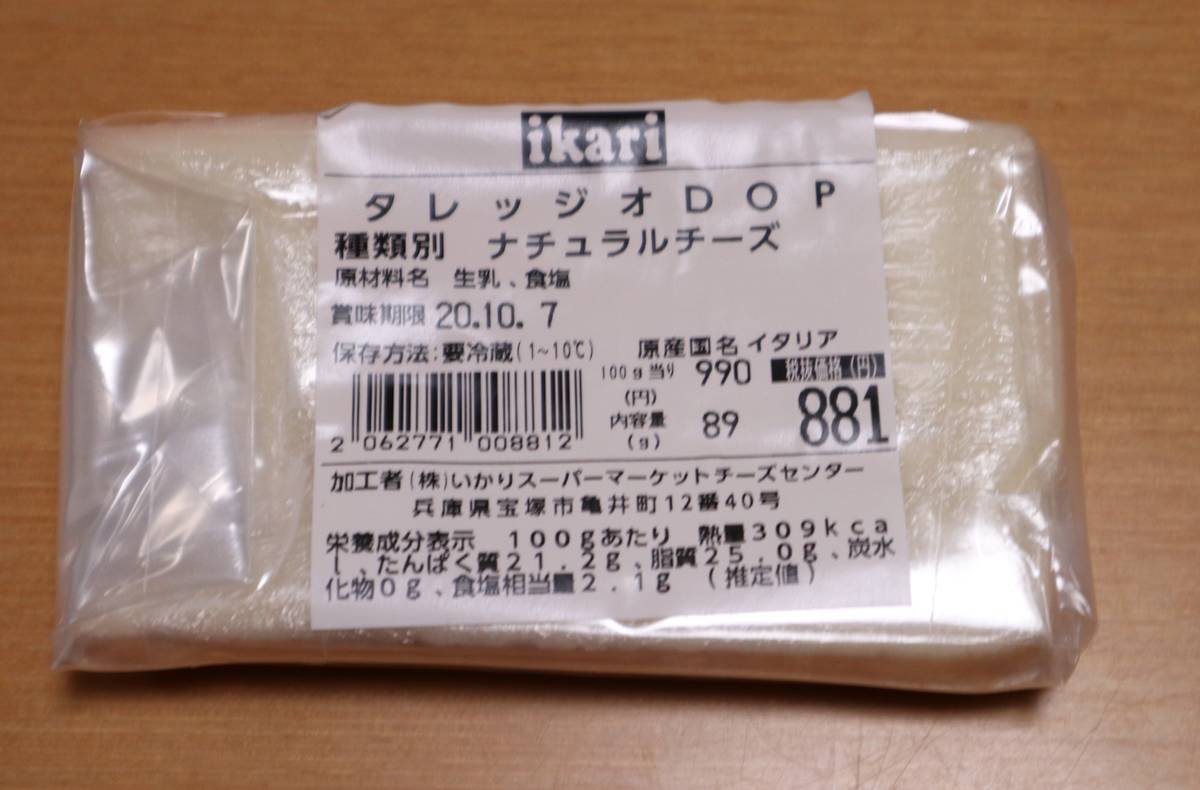 ikari
タレッジオDOP
種類別 ナチュラルチーズ
原材料名 生乳、食塩
賞味期限 20.10. 7
保存方法:要冷蔵(1~10℃) 原産国名 イタリア
100g当り 990 税抜価格(円)
(円)
内容量 89 881
(g)
2 062771 008812
加工者(株)いかりスーパーマーケットチーズセンター
兵庫県宝塚市亀井町12番40号
栄養成分表示 100gあたり 熱量309kca
l、たんぱく質21.2g、脂質25.0g、炭水
化物0g、食塩相当量2.1g (推定値)